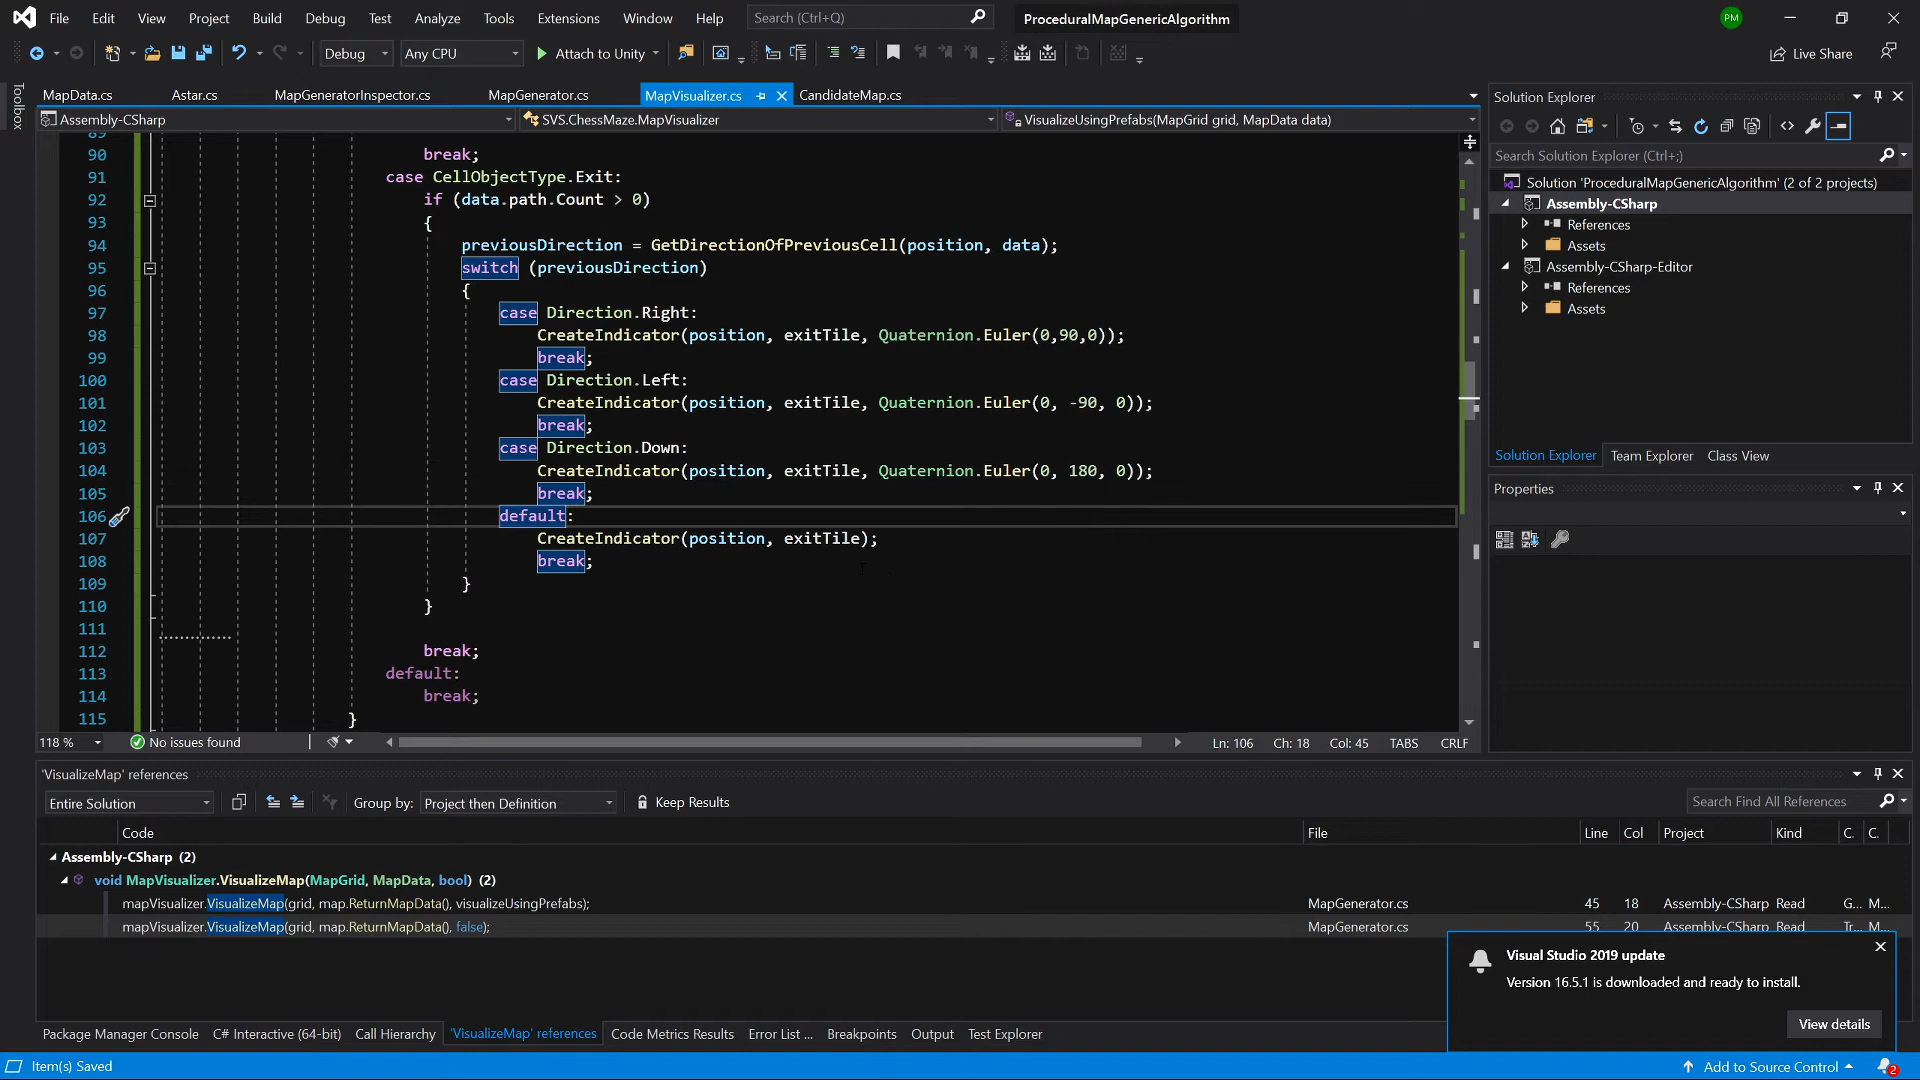 File Edit View Project Build Debug Test Analyze Tools Extensions Window Help Search (Ctrl+Q) ProceduralMapGenericAlgorithm PM
Debug Any CPU Attach to Unity Live Share
Toolbox
MapData.cs Astar.cs MapGeneratorInspector.cs MapGenerator.cs MapVisualizer.cs CandidateMap.cs
Assembly-CSharp SVS.ChessMaze.MapVisualizer VisualizeUsingPrefabs(MapGrid grid, MapData data)
89
90 break;
91 case CellObjectType.Exit:
92 if (data.path.Count > 0)
93 {
94 previousDirection = GetDirectionOfPreviousCell(position, data);
95 switch (previousDirection)
96 {
97 case Direction.Right:
98 CreateIndicator(position, exitTile, Quaternion.Euler(0,90,0));
99 break;
100 case Direction.Left:
101 CreateIndicator(position, exitTile, Quaternion.Euler(0, -90, 0));
102 break;
103 case Direction.Down:
104 CreateIndicator(position, exitTile, Quaternion.Euler(0, 180, 0));
105 break;
106 default:
107 CreateIndicator(position, exitTile);
108 break;
109 }
110 }
111
112 break;
113 default:
114 break;
115 }
118 % No issues found Ln: 106 Ch: 18 Col: 45 TABS CRLF
Solution Explorer
Search Solution Explorer (Ctrl+;)
Solution 'ProceduralMapGenericAlgorithm' (2 of 2 projects)
Assembly-CSharp
References
Assets
Assembly-CSharp-Editor
References
Assets
Solution Explorer Team Explorer Class View
Properties
'VisualizeMap' references
Entire Solution Group by: Project then Definition Keep Results Search Find All References
Code File Line Col Project Kind C. C.
Assembly-CSharp (2)
void MapVisualizer.VisualizeMap(MapGrid, MapData, bool) (2)
mapVisualizer.VisualizeMap(grid, map.ReturnMapData(), visualizeUsingPrefabs); MapGenerator.cs 45 18 Assembly-CSharp Read G... M...
mapVisualizer.VisualizeMap(grid, map.ReturnMapData(), false); MapGenerator.cs 55 20 Assembly-CSharp Read Tr... M...
Visual Studio 2019 update
Version 16.5.1 is downloaded and ready to install.
View details
Package Manager Console C# Interactive (64-bit) Call Hierarchy 'VisualizeMap' references Code Metrics Results Error List ... Breakpoints Output Test Explorer
Item(s) Saved Add to Source Control 2